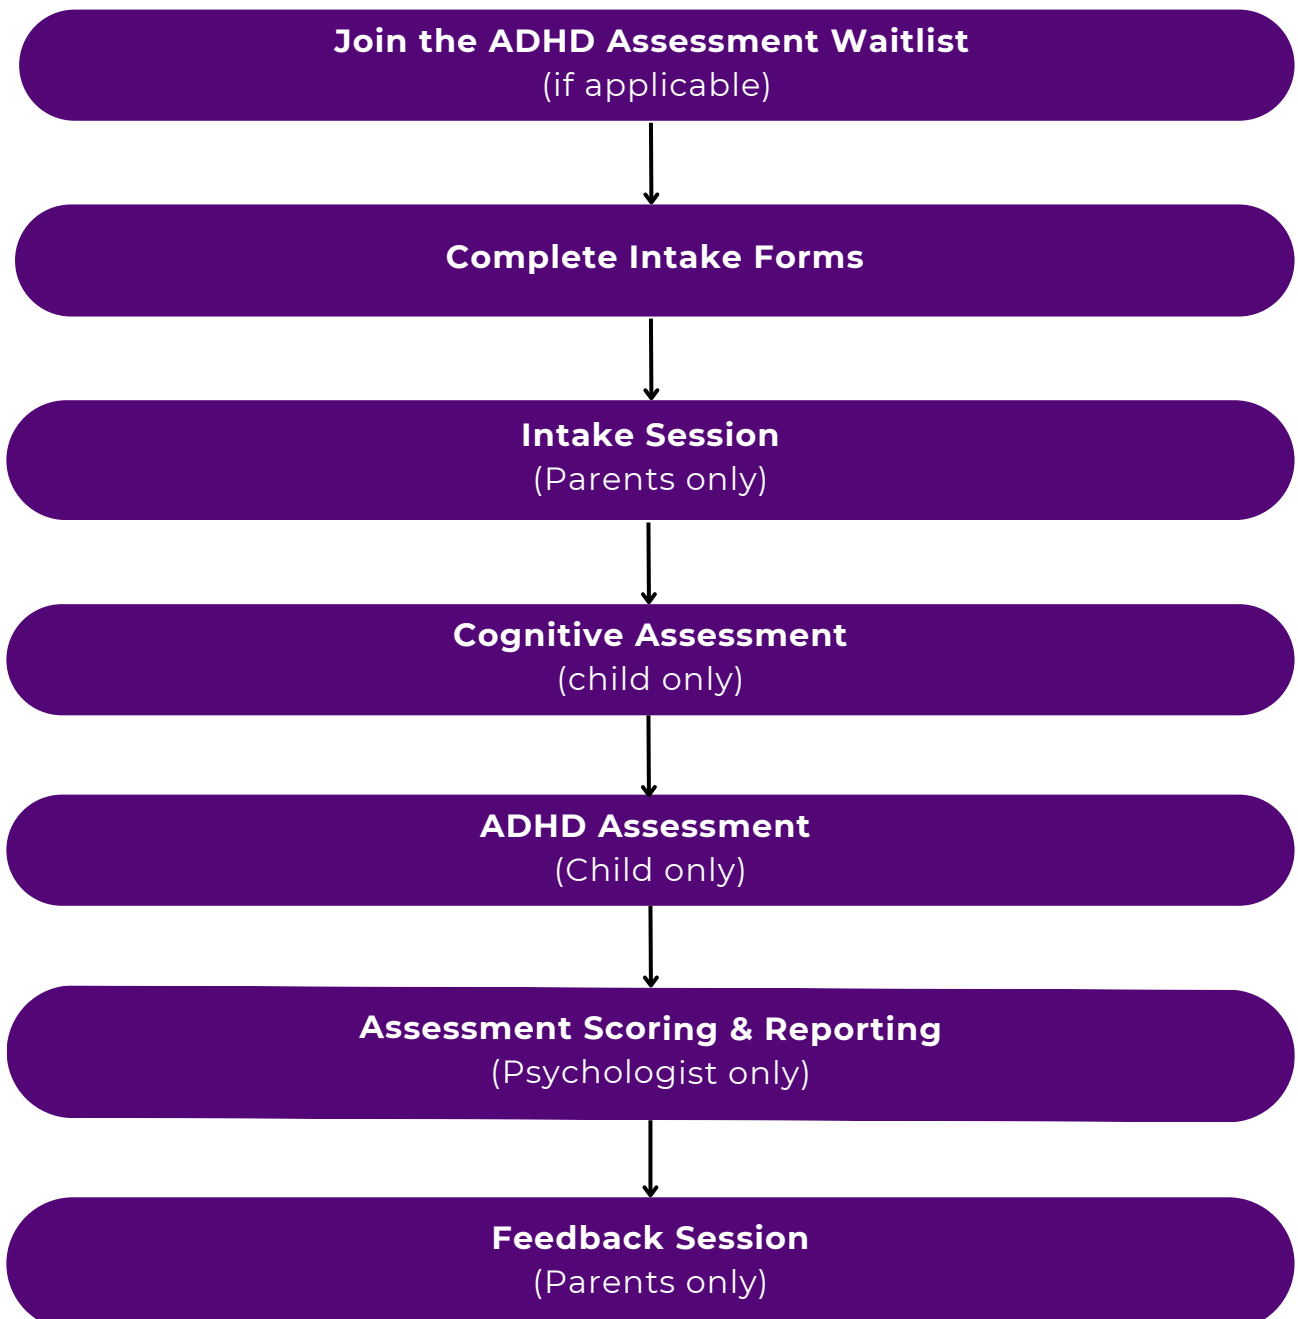 Join the ADHD Assessment Waitlist
(if applicable)
Complete Intake Forms
Intake Session
(Parents only)
Cognitive Assessment
(child only)
ADHD Assessment
(Child only)
Assessment Scoring & Reporting
(Psychologist only)
Feedback Session
(Parents only)